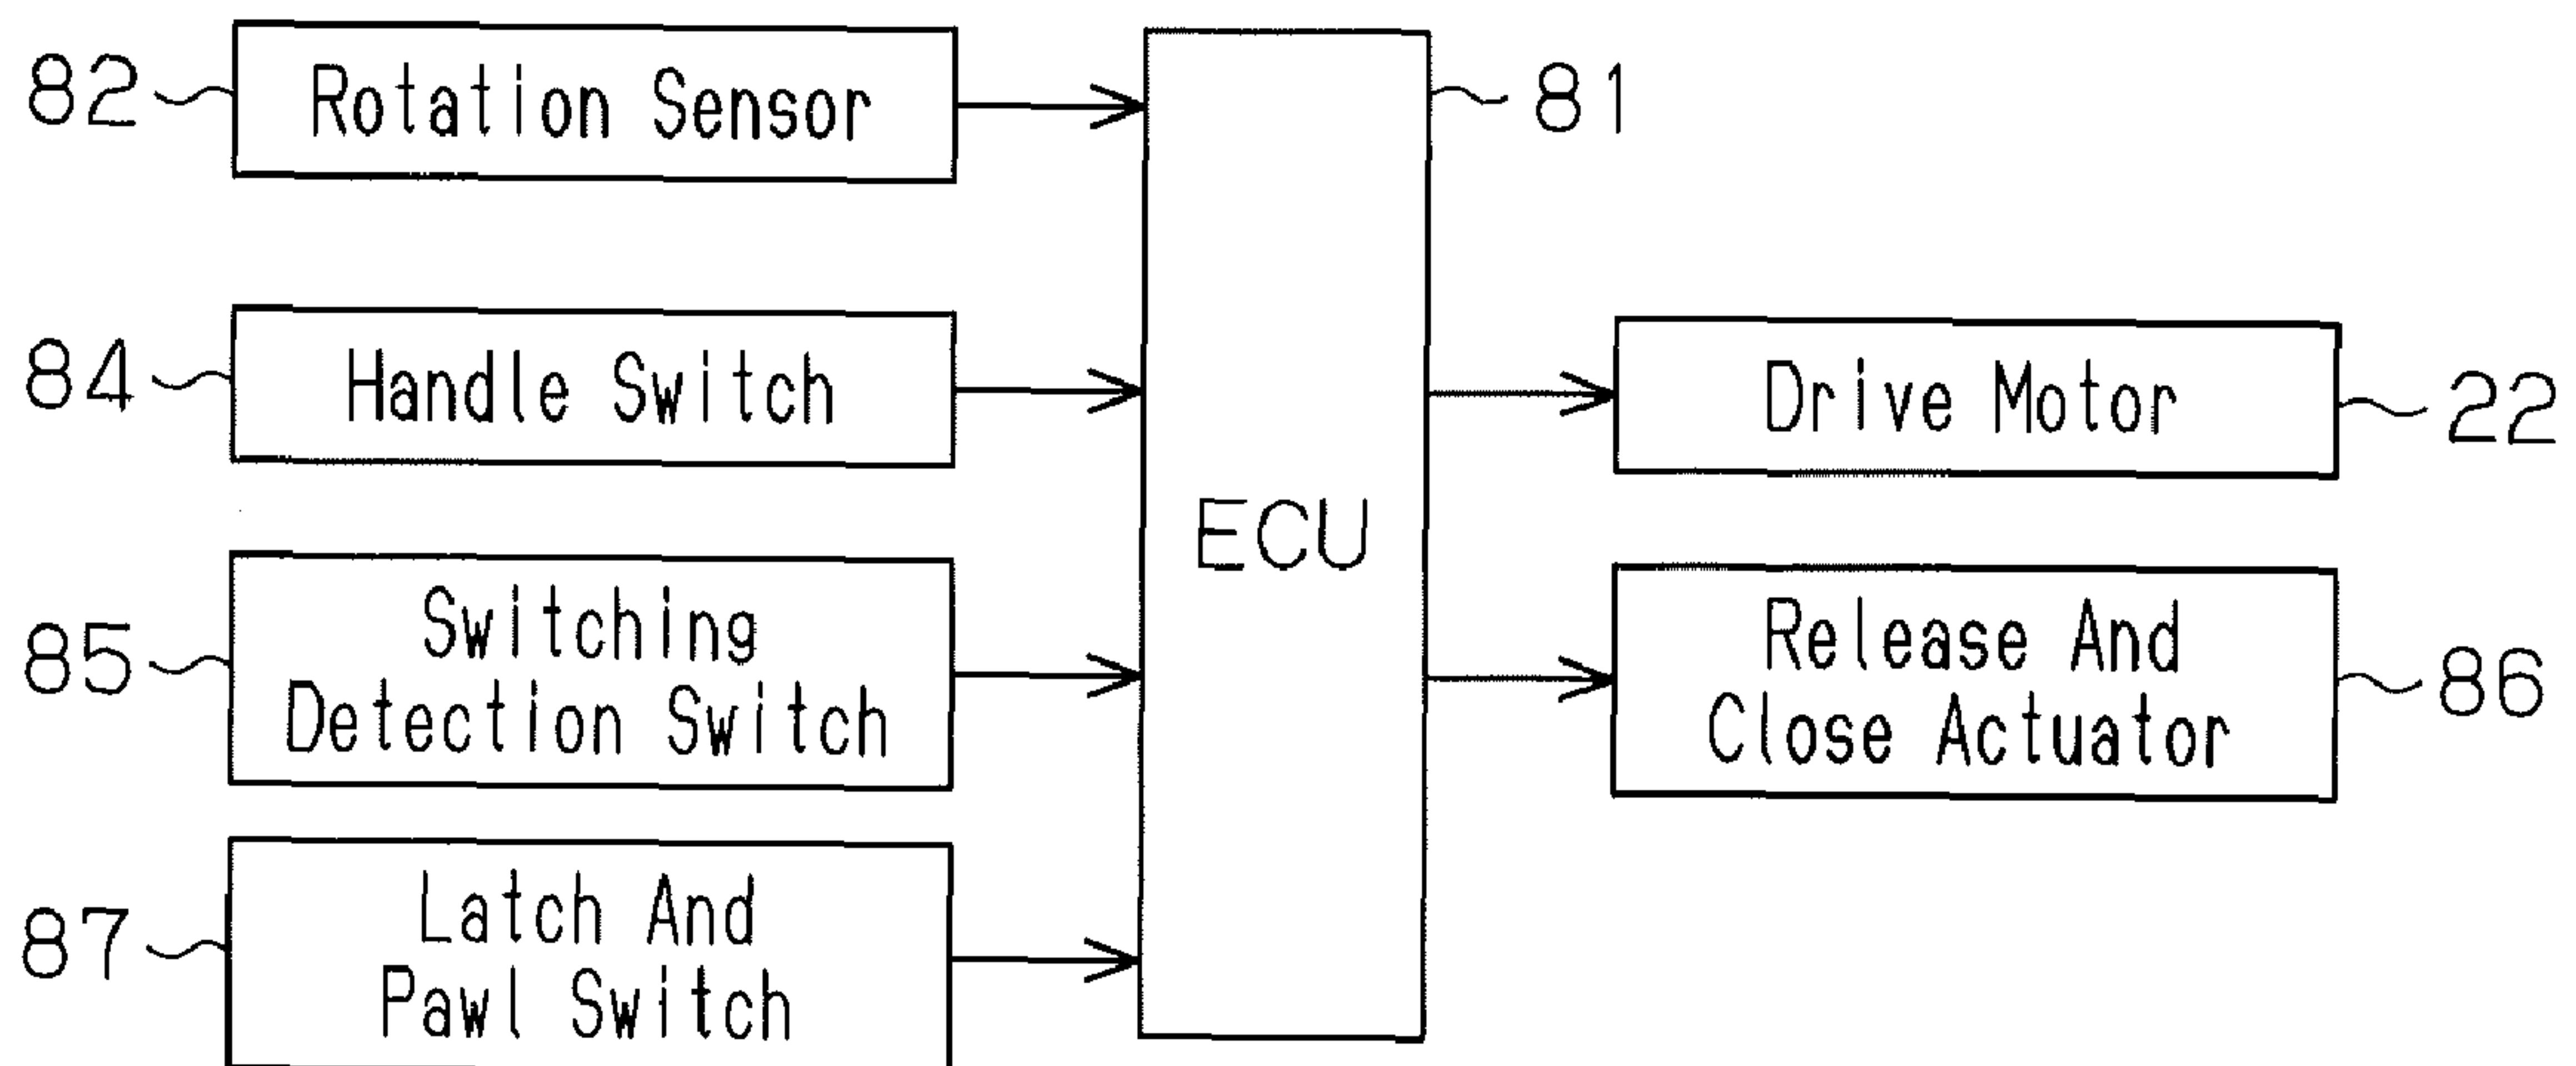 82
Rotation Sensor
81
84
Handle Switch
Drive Motor
22
ECU
85
Switching
Detection Switch
Release And
Close Actuator
86
87
Latch And
Pawl Switch